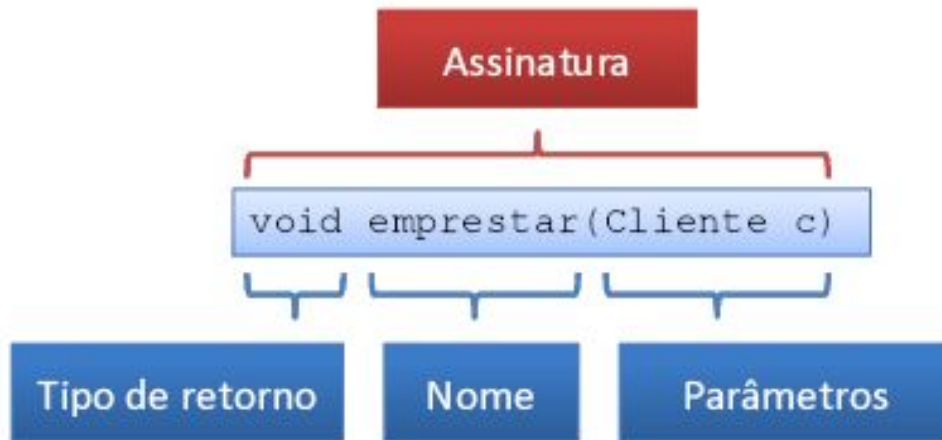 Assinatura
void emprestar(Cliente c)
Tipo de retorno
Nome
Parâmetros